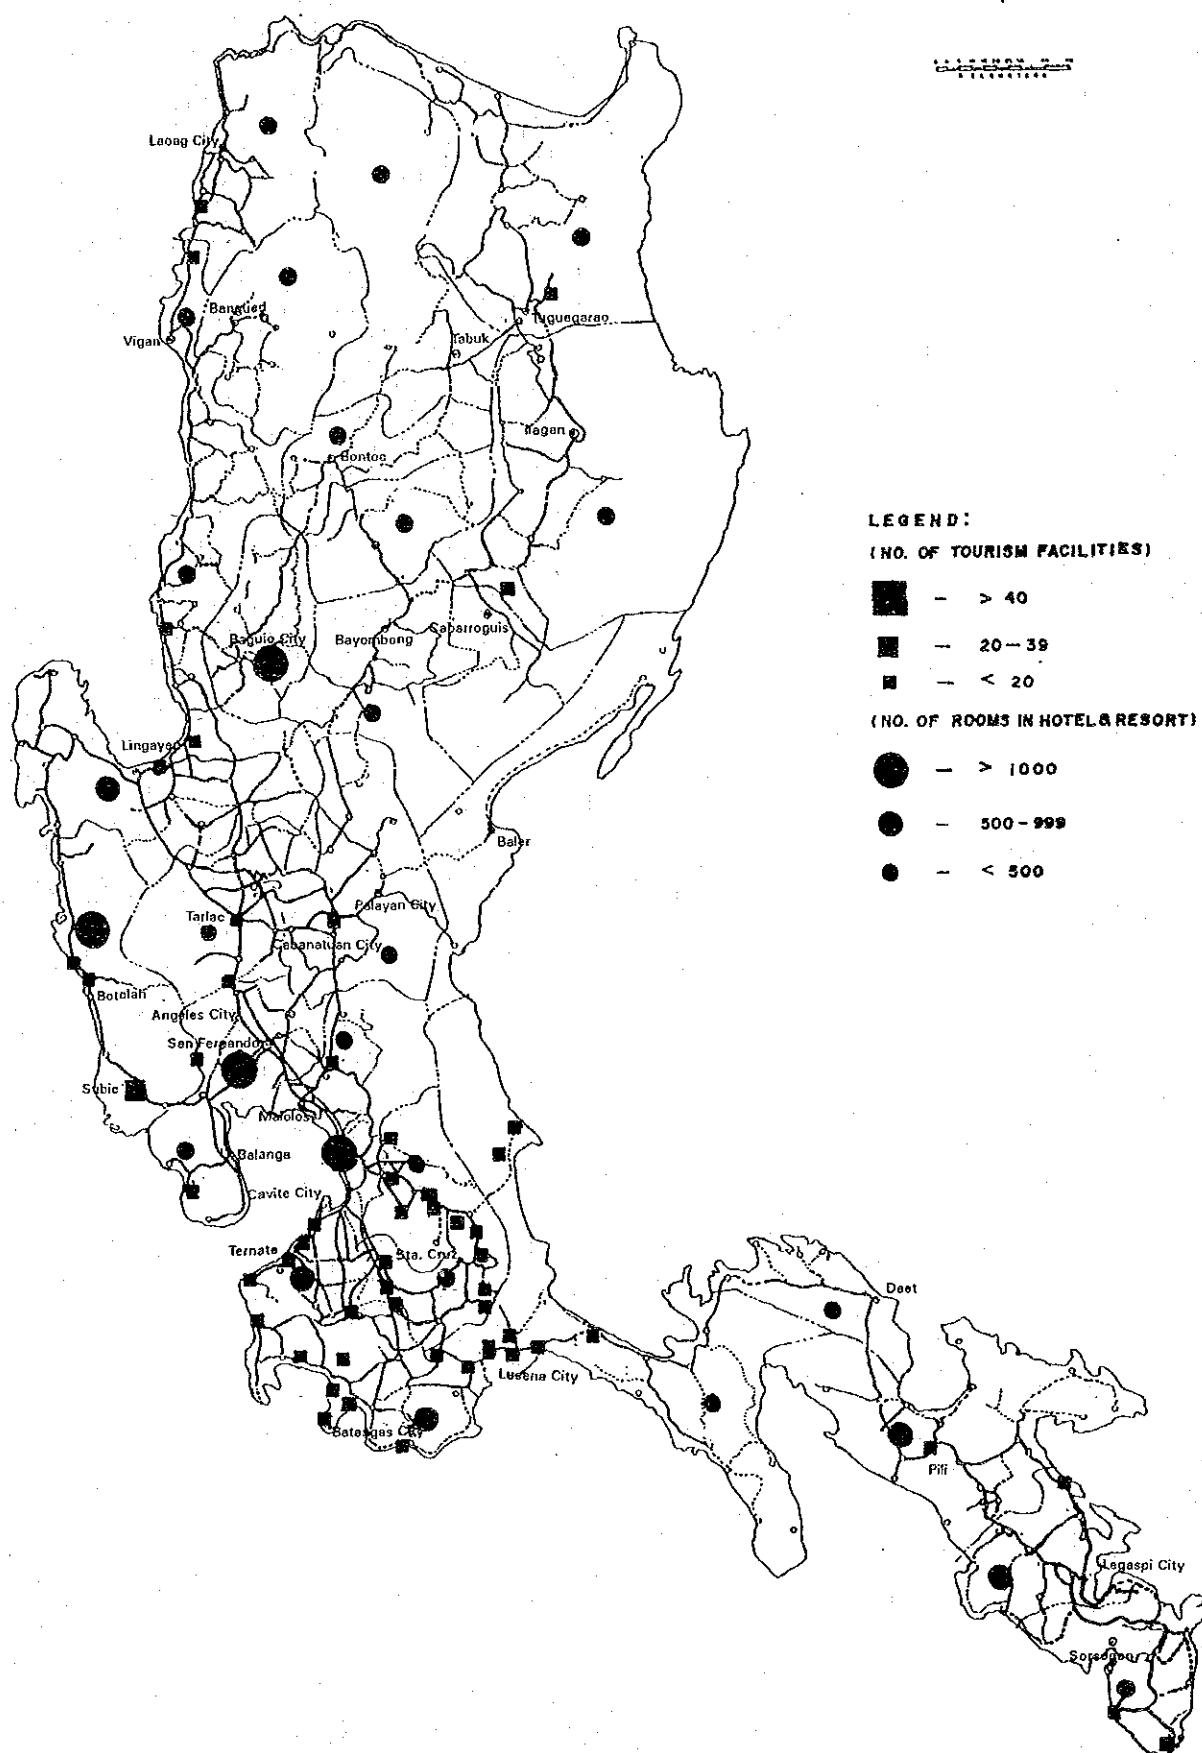 Laoag City
Bangued
Vigan
Tuguegarao
Tabuk
Ilagan
Bontoc
LEGEND:
(NO. OF TOURISM FACILITIES)
- > 40
- 20-39
- < 20
(NO. OF ROOMS IN HOTEL & RESORT)
- > 1000
- 500-999
- < 500
Baguio City
Bayombong
Cabarroguis
Lingayen
Baler
Tarlac
Palayan City
Cabanatuan City
Botolan
Angeles City
San Fernando
Subic
Malolos
Balanga
Cavite City
Ternate
Sta. Cruz
Daet
Lucena City
Batangas City
Pili
Legaspi City
Sorsogon